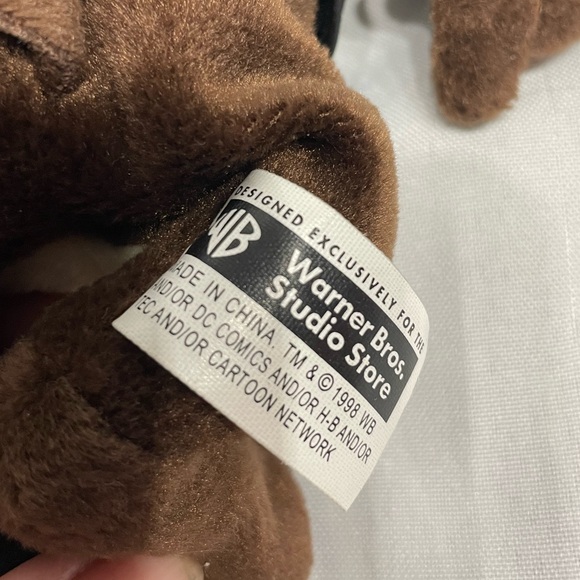 DESIGNED EXCLUSIVELY FOR THE
WB
Warner Bros.
Studio Store
ADE IN CHINA. TM & © 1998 WB
AND/OR DC COMICS AND/OR H-B AND/OR
EC AND/OR CARTOON NETWORK